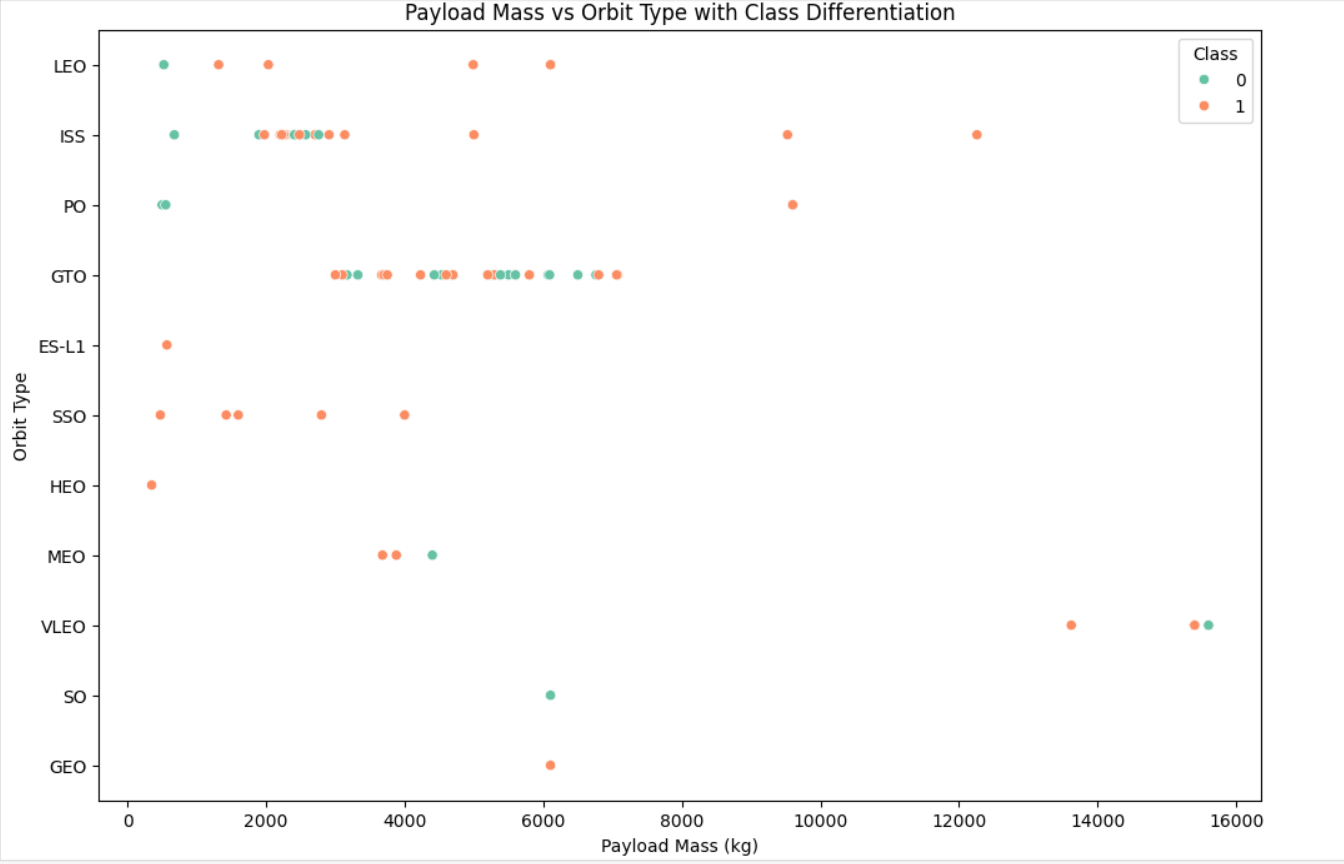 Payload Mass vs Orbit Type with Class Differentiation
Class
0
1
Orbit Type
LEO
ISS
PO
GTO
ES-L1
SSO
HEO
MEO
VLEO
SO
GEO
0 2000 4000 6000 8000 10000 12000 14000 16000
Payload Mass (kg)